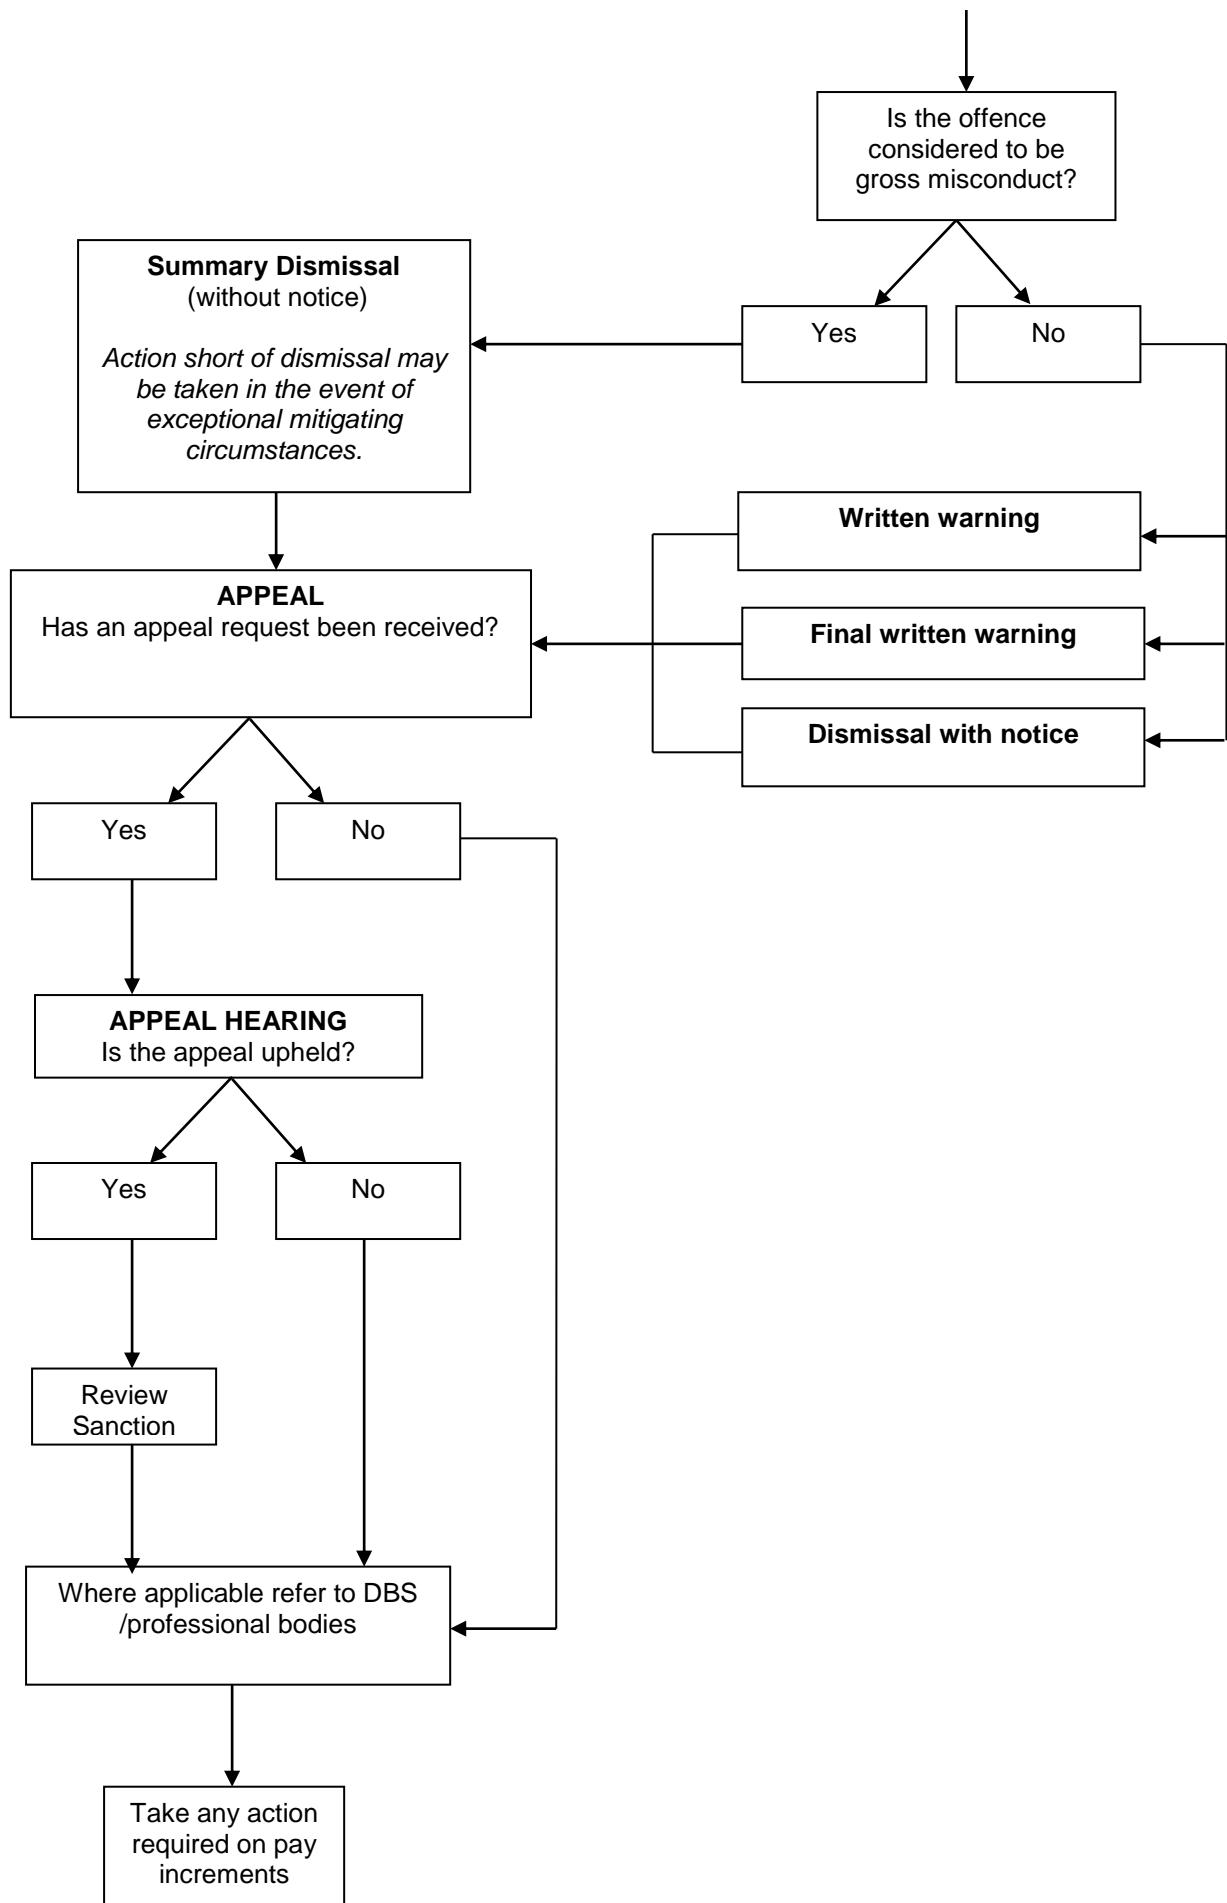 Is the offence
considered to be
gross misconduct?
Summary Dismissal
(without notice)
Action short of dismissal may
be taken in the event of
exceptional mitigating
circumstances.
Yes
No
Written warning
Final written warning
Dismissal with notice
APPEAL
Has an appeal request been received?
Yes
No
APPEAL HEARING
Is the appeal upheld?
Yes
No
Review
Sanction
Where applicable refer to DBS
/professional bodies
Take any action
required on pay
increments